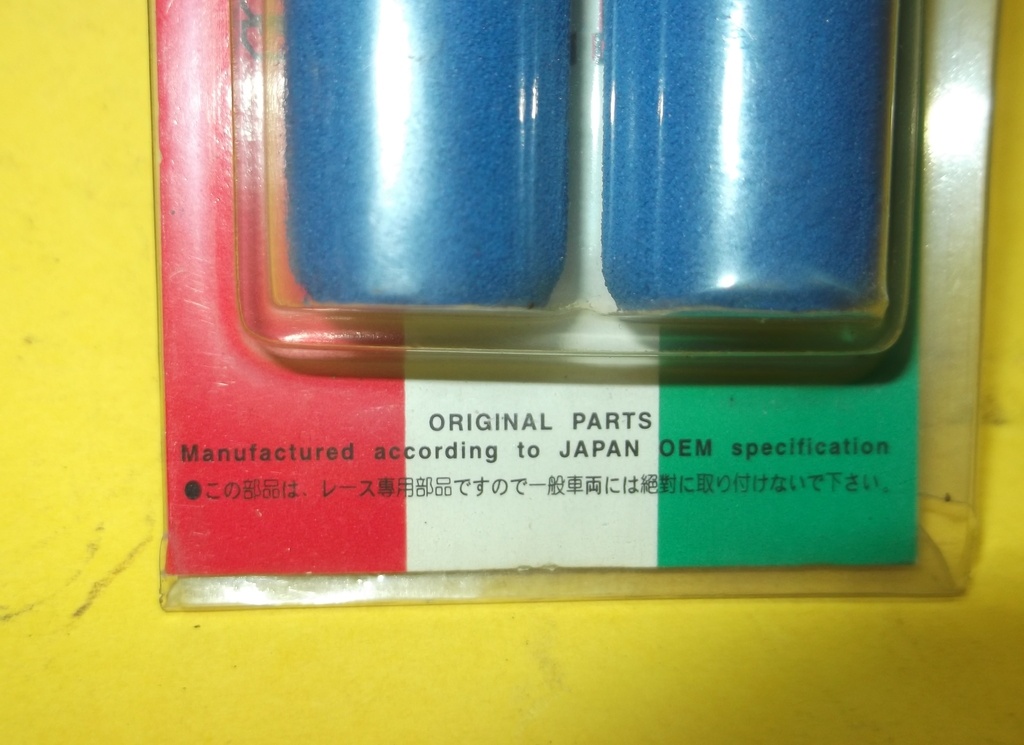 ORIGINAL PARTS
Manufactured according to JAPAN OEM specification
●この部品は、レース専用部品ですので一般車両には絶対に取り付けないで下さい。